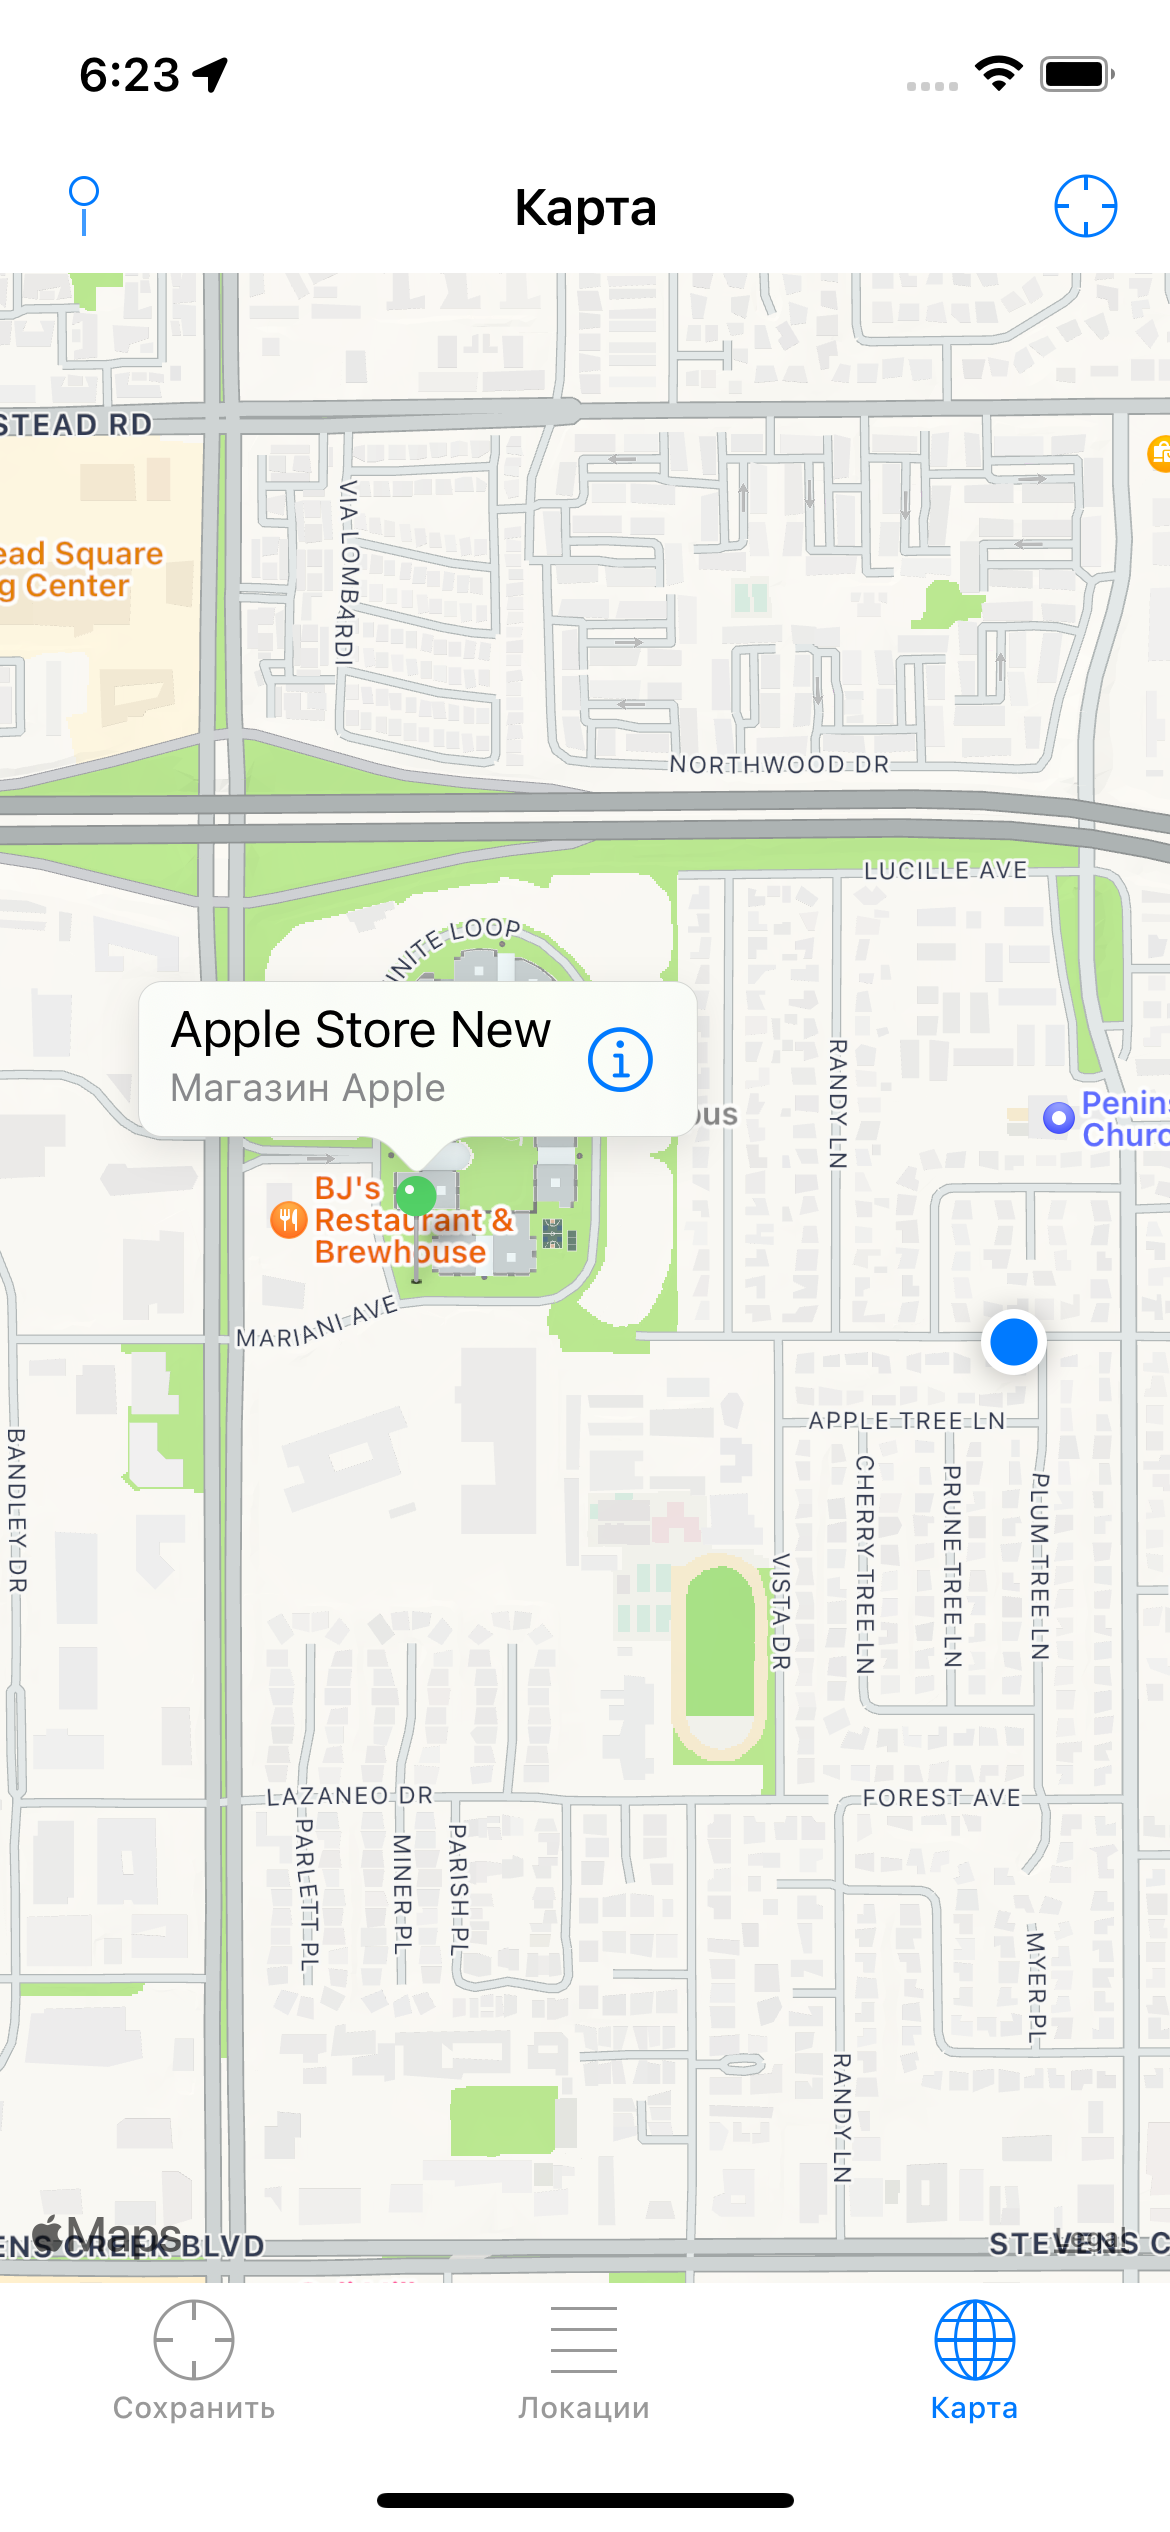 6:23
Карта
STEAD RD
ead Square
g Center
VIA LOMBARDI
NORTHWOOD DR
LUCILLE AVE
INITE LOOP
Apple Store New
Магазин Apple
RANDY LN
Penins
Churc
BJ's
Restaurant &
Brewhouse
MARIANI AVE
BANDLEY DR
APPLE TREE LN
CHERRY TREE LN
PRUNE TREE LN
PLUM TREE LN
VISTA DR
LAZANEO DR
FOREST AVE
PARLETT PL
MINER PL
PARISH PL
MYER PL
RANDY LN
Maps
ENS CREEK BLVD
STEVENS C
Legal
Сохранить
Локации
Карта